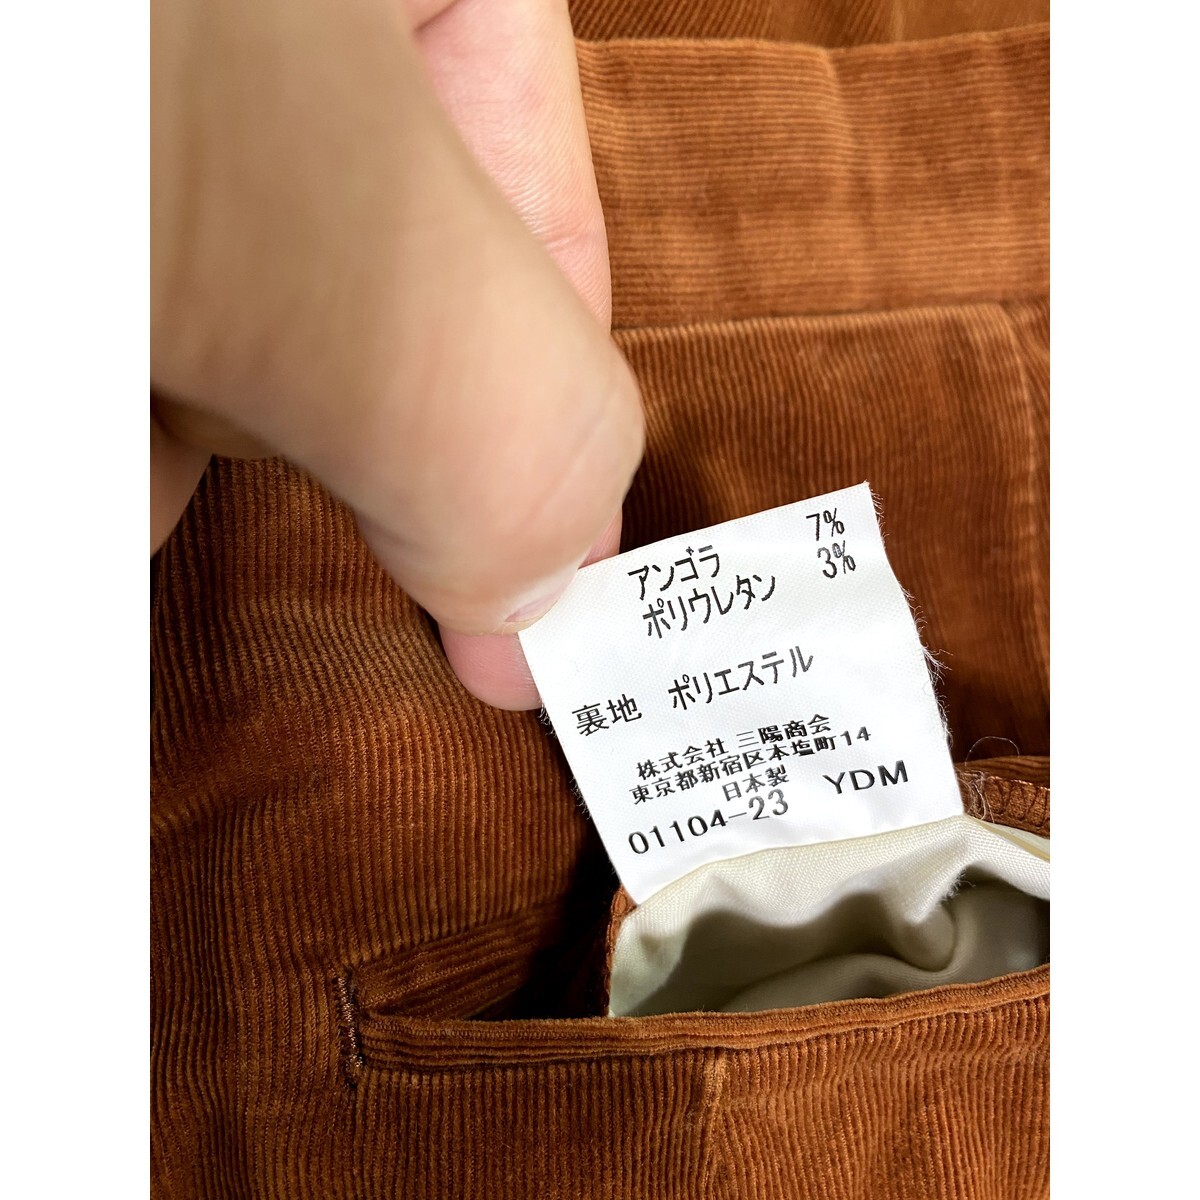 アンゴラ 7%
ポリウレタン 3%
裏地 ポリエステル
株式会社 三陽商会
東京都新宿区本塩町14
日本製 YDM
01104-23